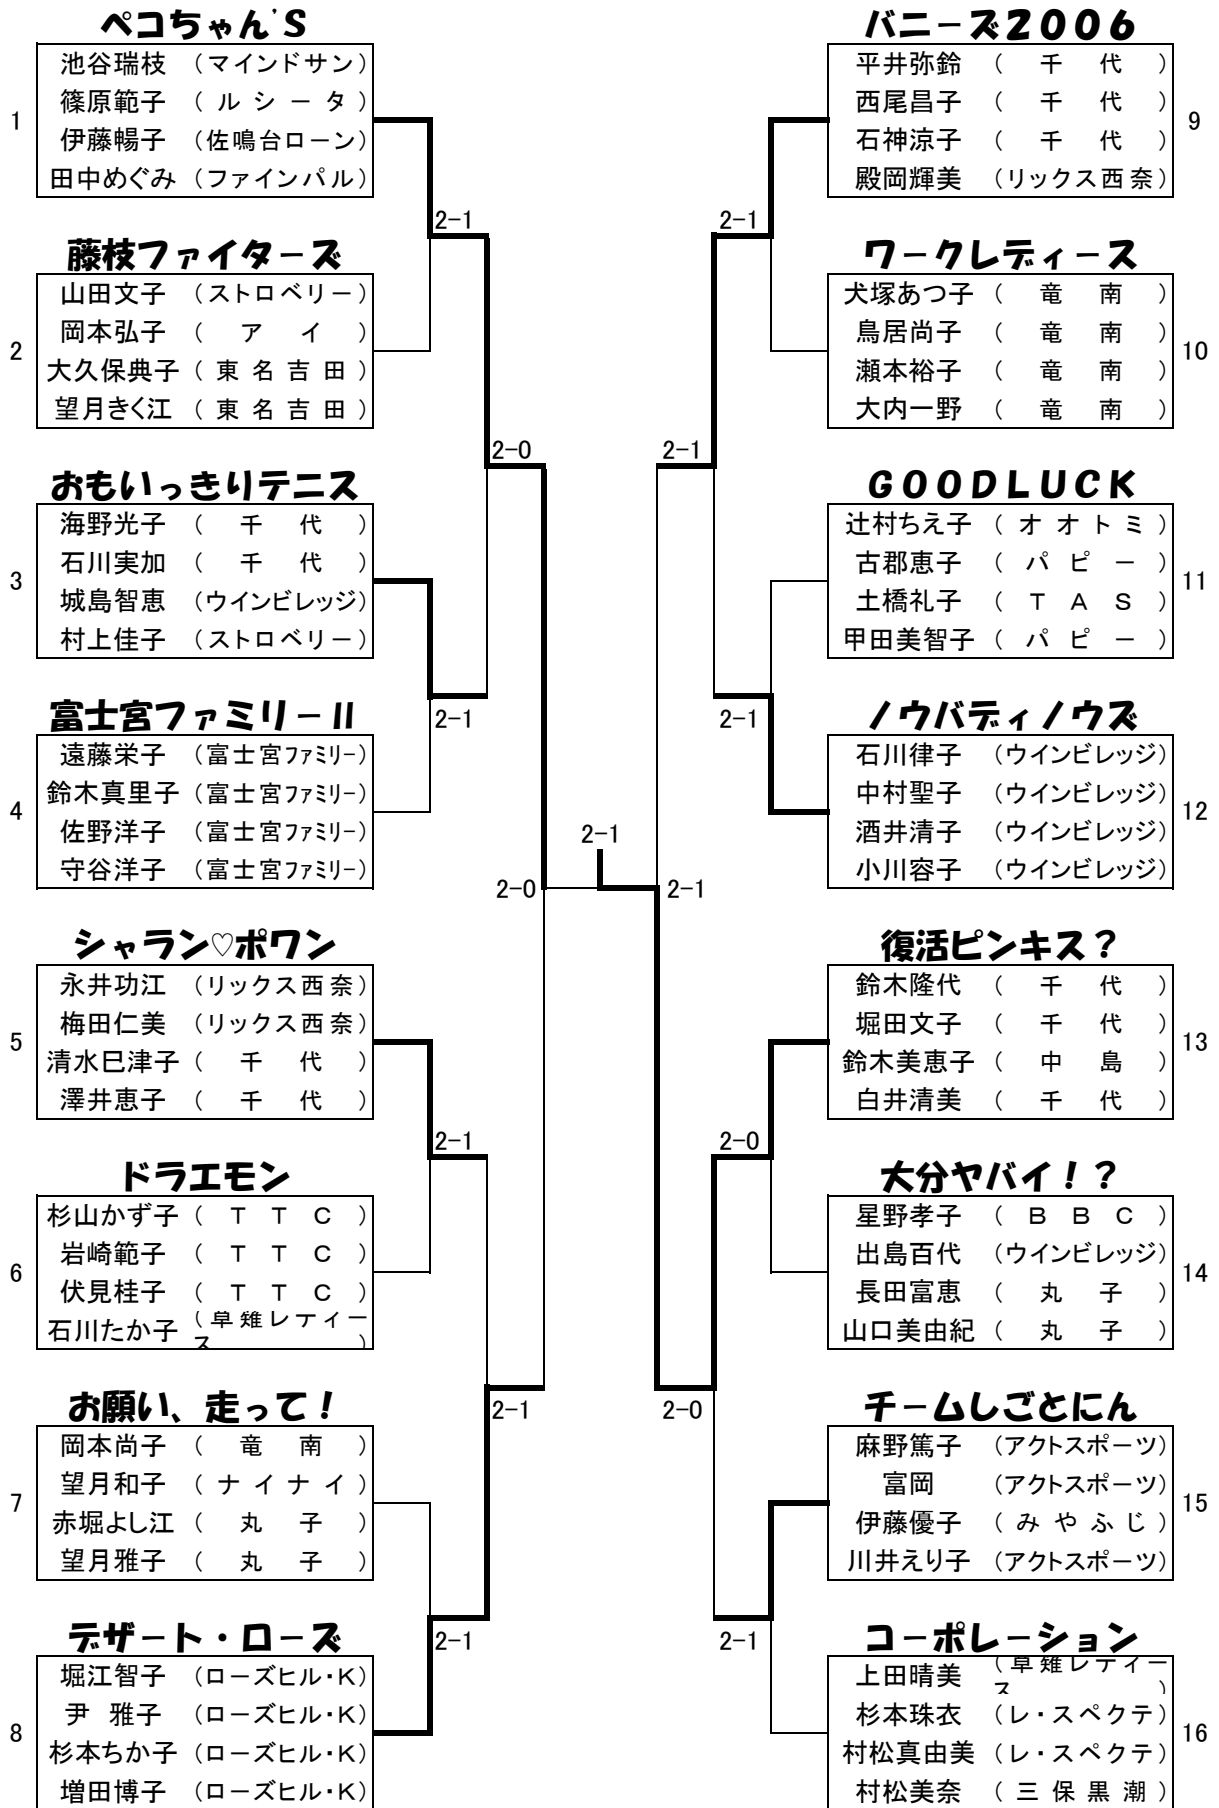 ペコちゃん'S
1
池谷瑞枝 （マインドサン）
篠原範子 （ルシータ）
伊藤暢子 （佐鳴台ローン）
田中めぐみ （ファインパル）
2-1
藤枝ファイターズ
2
山田文子 （ストロベリー）
岡本弘子 （アイ）
大久保典子 （東名吉田）
望月きく江 （東名吉田）
2-0
おもいっきりテニス
3
海野光子 （千代）
石川実加 （千代）
城島智恵 （ウインビレッジ）
村上佳子 （ストロベリー）
2-1
富士宮ファミリーⅡ
4
遠藤栄子 （富士宮ファミリー）
鈴木真里子 （富士宮ファミリー）
佐野洋子 （富士宮ファミリー）
守谷洋子 （富士宮ファミリー）
2-0
シャラン♡ポワン
5
永井功江 （リックス西奈）
梅田仁美 （リックス西奈）
清水巳津子 （千代）
澤井恵子 （千代）
2-1
ドラエモン
6
杉山かず子 （TTC）
岩崎範子 （TTC）
伏見桂子 （TTC）
石川たか子 （草薙レディース）
2-1
お願い、走って！
7
岡本尚子 （竜南）
望月和子 （ナイナイ）
赤堀よし江 （丸子）
望月雅子 （丸子）
2-1
デザート・ローズ
8
堀江智子 （ローズヒル・K）
尹 雅子 （ローズヒル・K）
杉本ちか子 （ローズヒル・K）
増田博子 （ローズヒル・K）
2-1
バニーズ2006
9
平井弥鈴 （千代）
西尾昌子 （千代）
石神涼子 （千代）
殿岡輝美 （リックス西奈）
2-1
ワークレディース
10
犬塚あつ子 （竜南）
鳥居尚子 （竜南）
瀬本裕子 （竜南）
大内一野 （竜南）
2-1
GOODLUCK
11
辻村ちえ子 （オオトミ）
古郡恵子 （パピー）
土橋礼子 （TAS）
甲田美智子 （パピー）
2-1
ノウバディノウズ
12
石川律子 （ウインビレッジ）
中村聖子 （ウインビレッジ）
酒井清子 （ウインビレッジ）
小川容子 （ウインビレッジ）
2-1
復活ピンキス？
13
鈴木隆代 （千代）
堀田文子 （千代）
鈴木美恵子 （中島）
白井清美 （千代）
2-0
大分ヤバイ！？
14
星野孝子 （BBC）
出島百代 （ウインビレッジ）
長田富恵 （丸子）
山口美由紀 （丸子）
2-0
チームしごとにん
15
麻野篤子 （アクトスポーツ）
富岡 （アクトスポーツ）
伊藤優子 （みやふじ）
川井えり子 （アクトスポーツ）
2-1
コーポレーション
16
上田晴美 （草薙レディース）
杉本珠衣 （レ・スペクテ）
村松真由美 （レ・スペクテ）
村松美奈 （三保黒潮）